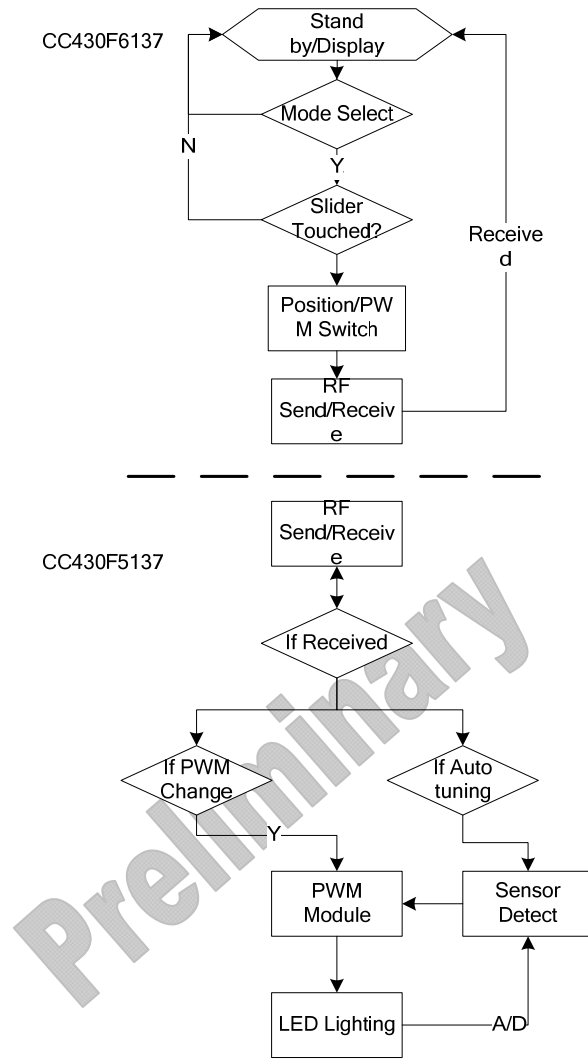 CC430F6137
Stand
by/Display
Mode Select
N
Y
Slider
Touched?
Receive
d
Position/PW
M Switch
RF
Send/Receiv
e
RF
Send/Receiv
e
CC430F5137
If Received
If PWM
Change
If Auto
tuning
Y
PWM
Module
Sensor
Detect
LED Lighting
A/D
Preliminary